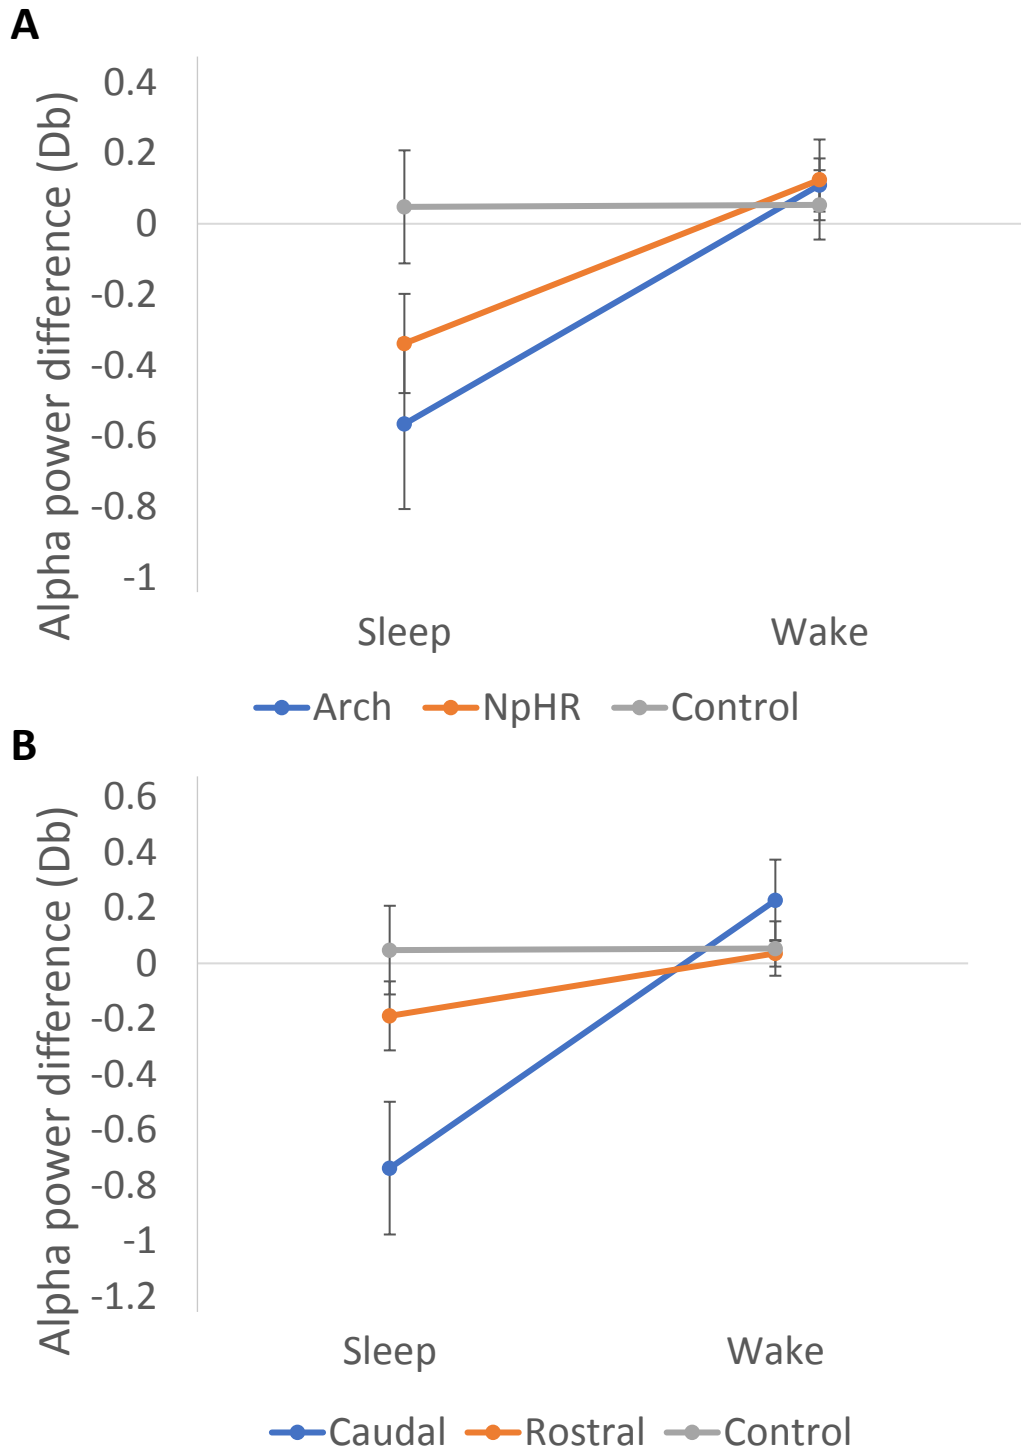 A
Alpha power difference (Db)
0.4
0.2
0
-0.2
-0.4
-0.6
-0.8
-1
Sleep Wake
Arch NpHR Control
B
Alpha power difference (Db)
0.6
0.4
0.2
0
-0.2
-0.4
-0.6
-0.8
-1
-1.2
Sleep Wake
Caudal Rostral Control